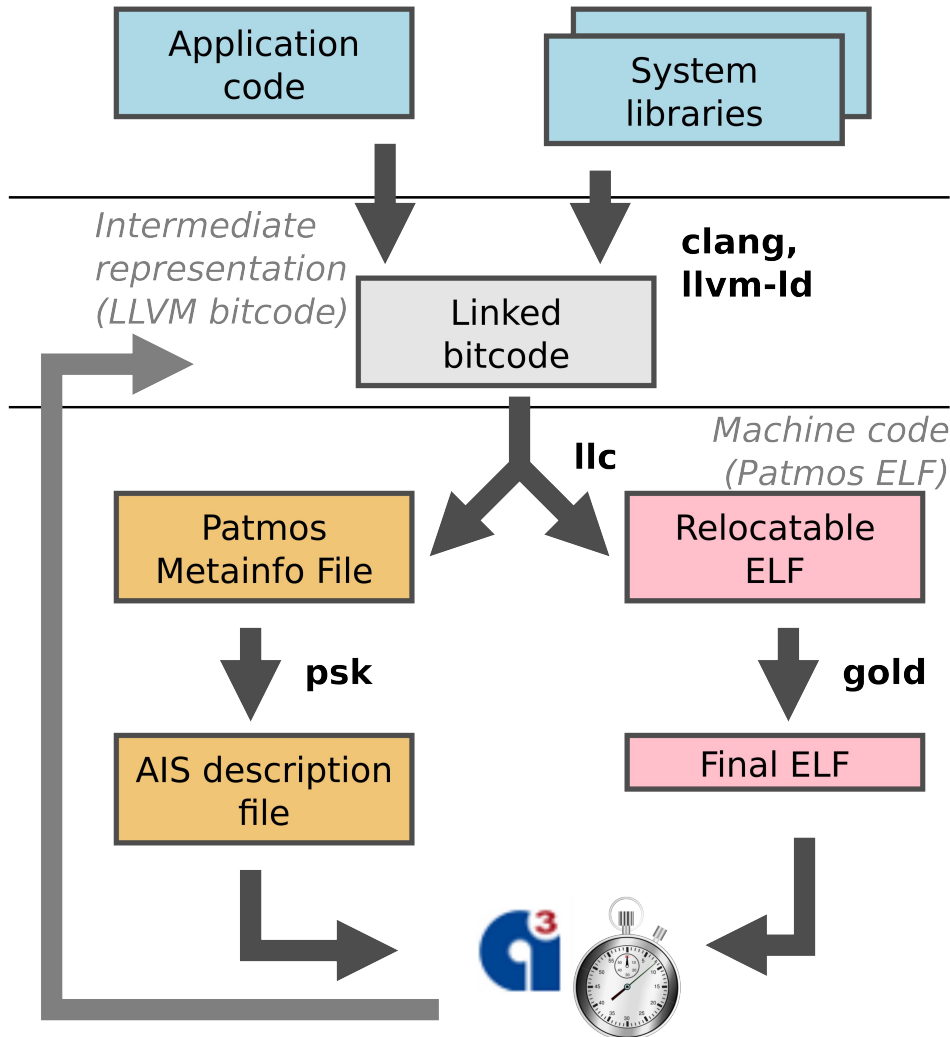 Application
code
System
libraries
Intermediate
representation
(LLVM bitcode)
clang,
llvm-ld
Linked
bitcode
llc
Machine code
(Patmos ELF)
Patmos
Metainfo File
Relocatable
ELF
psk
gold
AIS description
file
Final ELF
a3